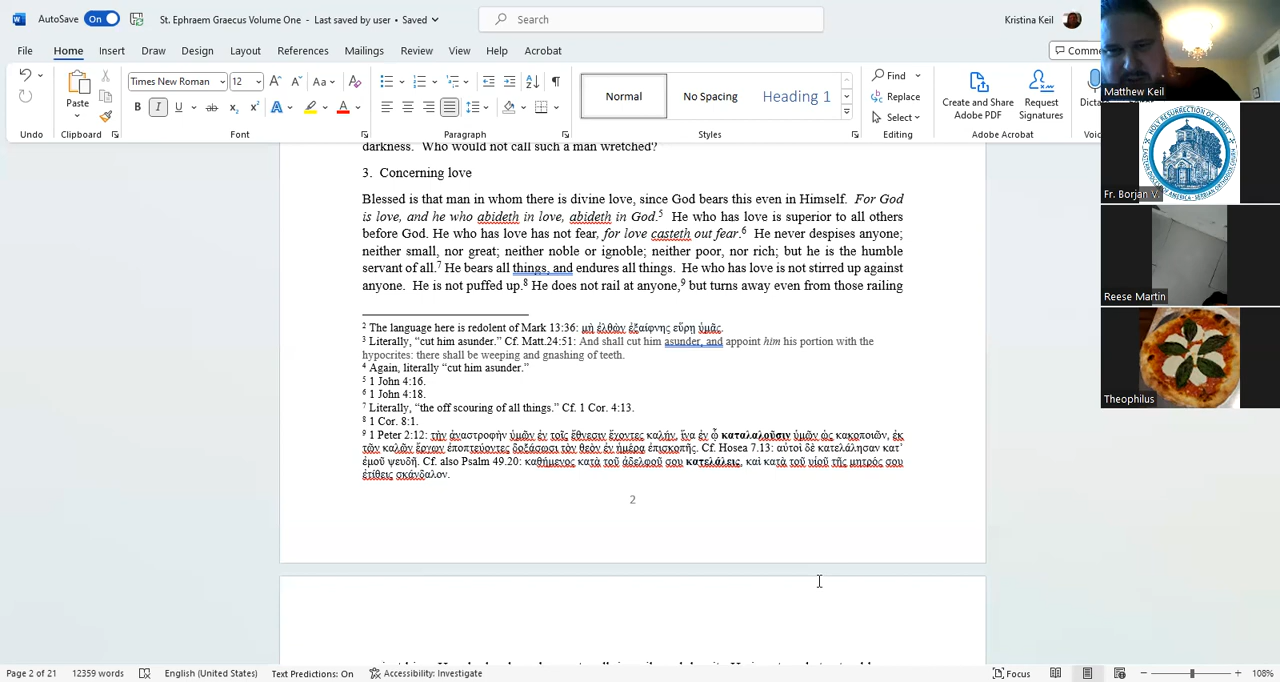 AutoSave On St. Ephraem Graecus Volume One - Last saved by user • Saved Search Kristina Keil
File Home Insert Draw Design Layout References Mailings Review View Help Acrobat Comme
Times New Roman 12 Aa
Paste
Find
Replace
Select
Normal No Spacing Heading 1
Create and Share Adobe PDF
Request Signatures
Dicta
Undo Clipboard Font Paragraph Styles Editing Adobe Acrobat Voi
darkness. Who would not call such a man wretched?
3. Concerning love
Blessed is that man in whom there is divine love, since God bears this even in Himself. For God
is love, and he who abideth in love, abideth in God.5 He who has love is superior to all others
before God. He who has love has not fear, for love casteth out fear.6 He never despises anyone;
neither small, nor great; neither noble or ignoble; neither poor, nor rich; but he is the humble
servant of all.7 He bears all things, and endures all things. He who has love is not stirred up against
anyone. He is not puffed up.8 He does not rail at anyone,9 but turns away even from those railing
2 The language here is redolent of Mark 13:36: μὴ ἐλθὼν ἐξαίφνης εὕρῃ ὑμᾶς.
3 Literally, “cut him asunder.” Cf. Matt.24:51: And shall cut him asunder, and appoint him his portion with the
hypocrites: there shall be weeping and gnashing of teeth.
4 Again, literally “cut him asunder.”
5 1 John 4:16.
6 1 John 4:18.
7 Literally, “the off scouring of all things.” Cf. 1 Cor. 4:13.
8 1 Cor. 8:1.
9 1 Peter 2:12: τὴν ἀναστροφὴν ὑμῶν ἐν τοῖς ἔθνεσιν ἔχοντες καλήν, ἵνα ἐν ᾧ καταλαλοῦσιν ὑμῶν ὡς κακοποιῶν, ἐκ
τῶν καλῶν ἔργων ἐποπτεύοντες δοξάσωσι τὸν θεὸν ἐν ἡμέρᾳ ἐπισκοπῆς. Cf. Hosea 7.13: αὐτοὶ δὲ κατελάλησαν κατ’
ἐμοῦ ψευδῆ. Cf. also Psalm 49.20: καθήμενος κατὰ τοῦ ἀδελφοῦ σου κατελάλεις, καὶ κατὰ τοῦ υἱοῦ τῆς μητρός σου
ἐτίθεις σκάνδαλον.
2
Page 2 of 21 12359 words English (United States) Text Predictions: On Accessibility: Investigate Focus 108%
Matthew Keil
HOLY RESURRECTION OF CHRIST
EASTERN DIOCESE OF AMERICA - SERBIAN ORTHODOX CHURCH
Fr. Borjan V.
Reese Martin
Theophilus